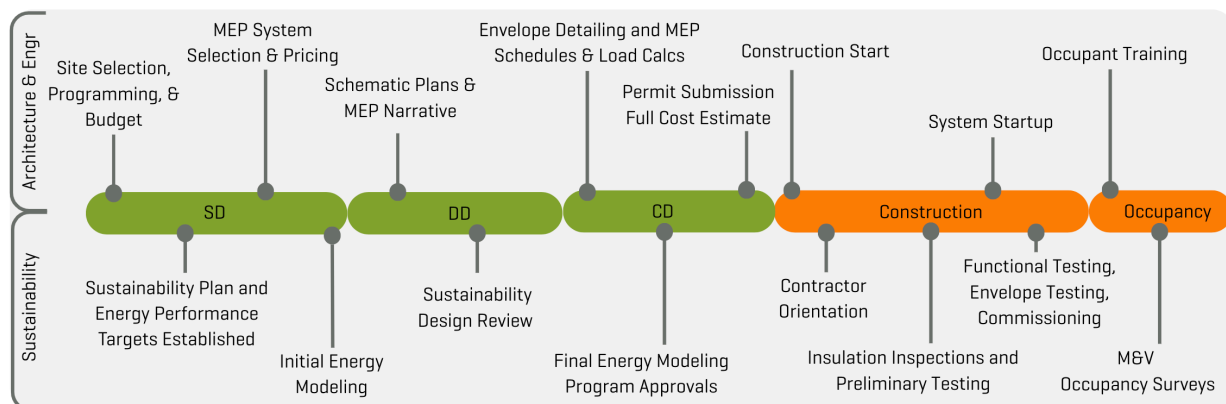 Architecture & Engr
Site Selection,
Programming, &
Budget
MEP System
Selection & Pricing
Schematic Plans &
MEP Narrative
Envelope Detailing and MEP
Schedules & Load Calcs
Permit Submission
Full Cost Estimate
Construction Start
System Startup
Occupant Training
SD
DD
CD
Construction
Occupancy
Sustainability
Sustainability Plan and
Energy Performance
Targets Established
Initial Energy
Modeling
Sustainability
Design Review
Final Energy Modeling
Program Approvals
Contractor
Orientation
Insulation Inspections and
Preliminary Testing
Functional Testing,
Envelope Testing,
Commissioning
M&V
Occupancy Surveys